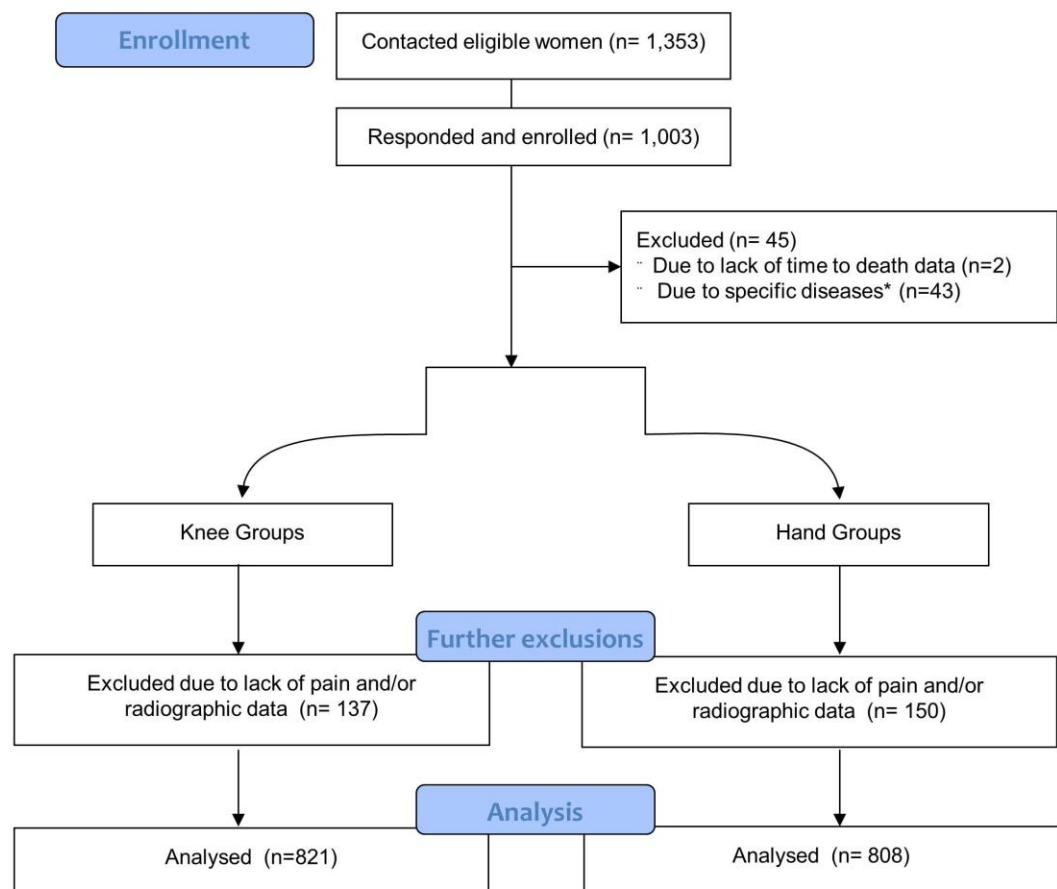 Enrollment
Contacted eligible women (n= 1,353)
Responded and enrolled (n= 1,003)
Excluded (n= 45)
¨ Due to lack of time to death data (n=2)
¨ Due to specific diseases* (n=43)
Knee Groups
Hand Groups
Further exclusions
Excluded due to lack of pain and/or
radiographic data (n= 137)
Excluded due to lack of pain and/or
radiographic data (n= 150)
Analysis
Analysed (n=821)
Analysed (n= 808)